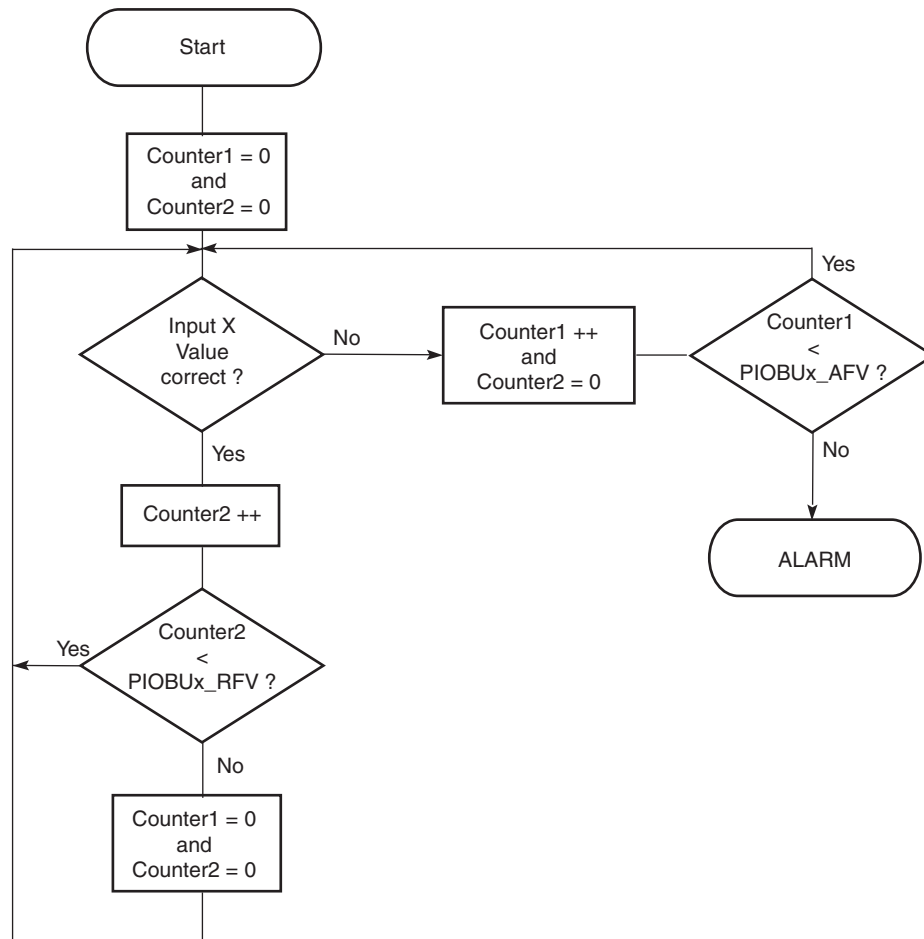 Start
Counter1 = 0
and
Counter2 = 0
Input X
Value
correct ?
No
Counter1 ++
and
Counter2 = 0
Yes
Counter1
<
PIOBUx_AFV ?
No
ALARM
Yes
Counter2 ++
Counter2
<
PIOBUx_RFV ?
Yes
No
Counter1 = 0
and
Counter2 = 0